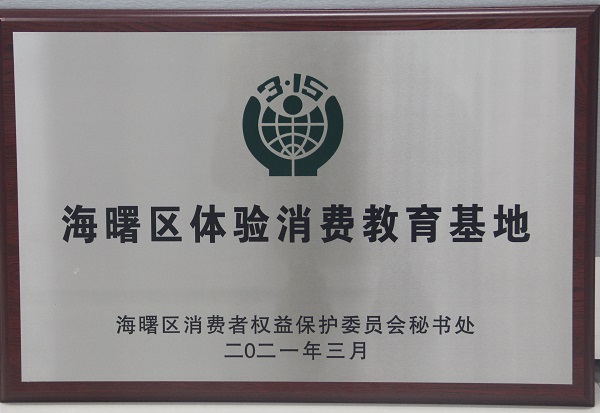 3·15
海曙区体验消费教育基地
海曙区消费者权益保护委员会秘书处
二〇二一年三月